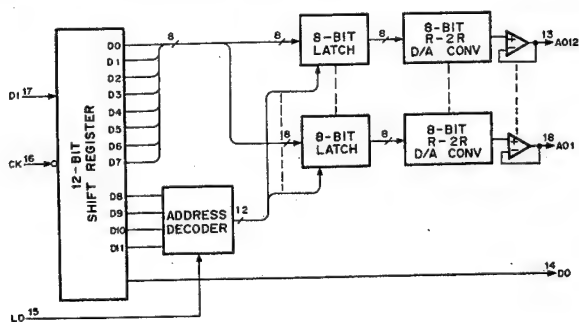 12-BIT
SHIFT REGISTER
DI 17
CK 16
LD 15
D0
D1
D2
D3
D4
D5
D6
D7
D8
D9
D10
D11
8
ADDRESS
DECODER
12
8
8-BIT
LATCH
8
8-BIT
R-2R
D/A CONV
13
AO12
8
8-BIT
LATCH
8
8-BIT
R-2R
D/A CONV
18
AO1
14
DO